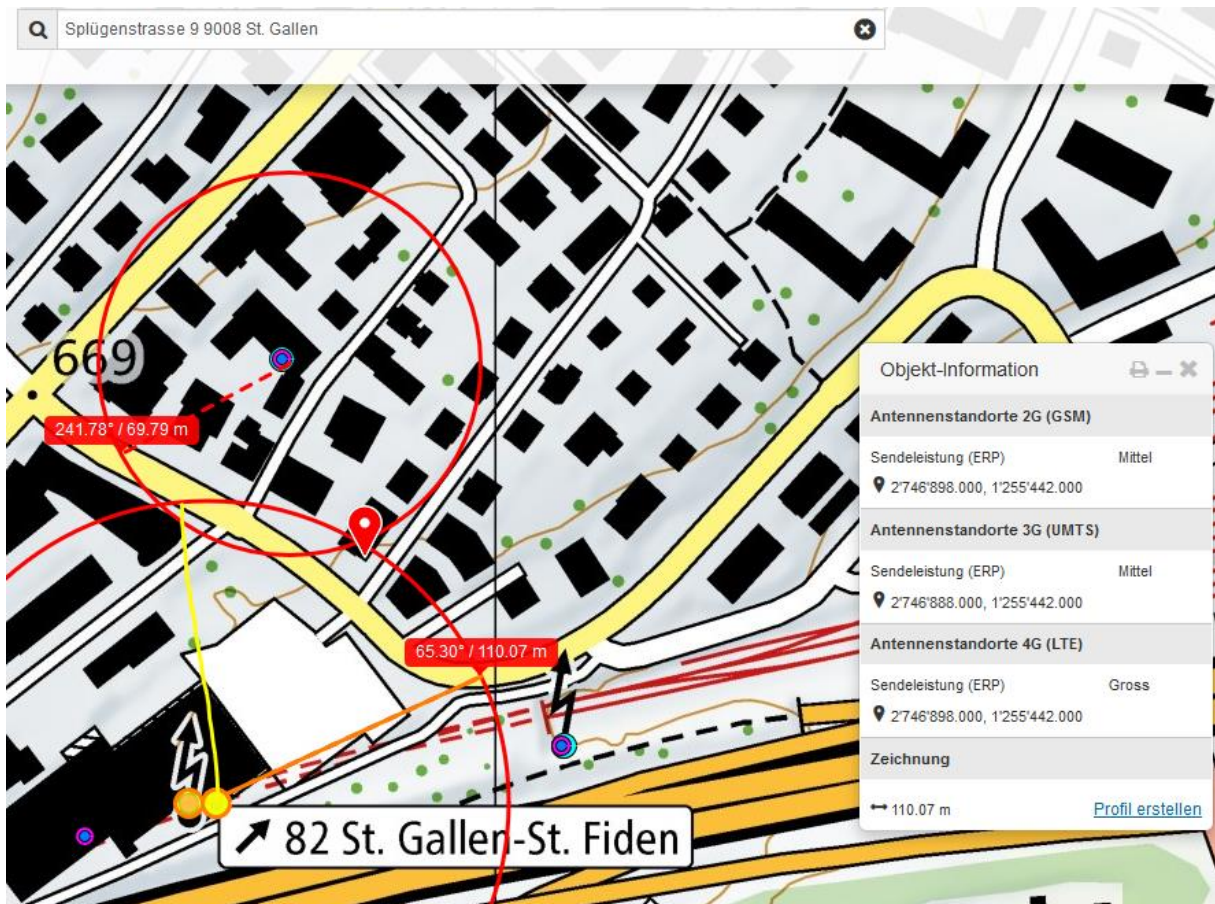 Splügenstrasse 9 9008 St. Gallen
669
241.78° / 69.79 m
65.30° / 110.07 m
82 St. Gallen-St. Fiden
Objekt-Information
Antennenstandorte 2G (GSM)
Sendeleistung (ERP) Mittel
2'746'898.000, 1'255'442.000
Antennenstandorte 3G (UMTS)
Sendeleistung (ERP) Mittel
2'746'888.000, 1'255'442.000
Antennenstandorte 4G (LTE)
Sendeleistung (ERP) Gross
2'746'898.000, 1'255'442.000
Zeichnung
110.07 m Profil erstellen